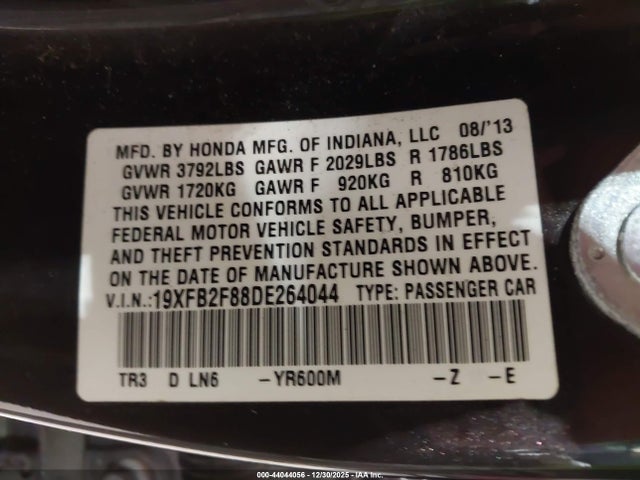 MFD. BY HONDA MFG. OF INDIANA, LLC 08/'13
GVWR 3792LBS GAWR F 2029LBS R 1786LBS
GVWR 1720KG GAWR F 920KG R 810KG
THIS VEHICLE CONFORMS TO ALL APPLICABLE
FEDERAL MOTOR VEHICLE SAFETY, BUMPER,
AND THEFT PREVENTION STANDARDS IN EFFECT
ON THE DATE OF MANUFACTURE SHOWN ABOVE.
V.I.N.:19XFB2F88DE264044 TYPE: PASSENGER CAR
TR3 D LN6 -YR600M -Z -E
000-44044056 - 12/30/2025 - IAA Inc.